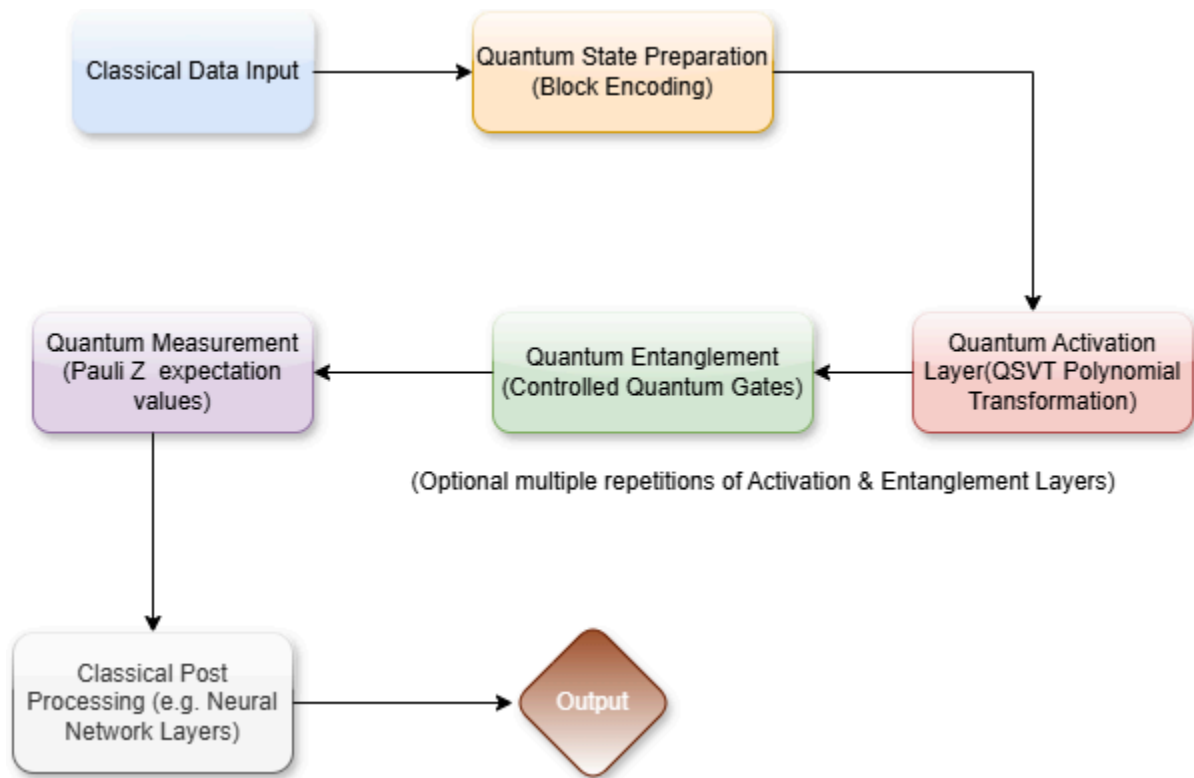 Classical Data Input
Quantum State Preparation
(Block Encoding)
Quantum Measurement
(Pauli Z  expectation
values)
Quantum Entanglement
(Controlled Quantum Gates)
Quantum Activation
Layer(QSVT Polynomial
Transformation)
(Optional multiple repetitions of Activation & Entanglement Layers)
Classical Post
Processing (e.g. Neural
Network Layers)
Output